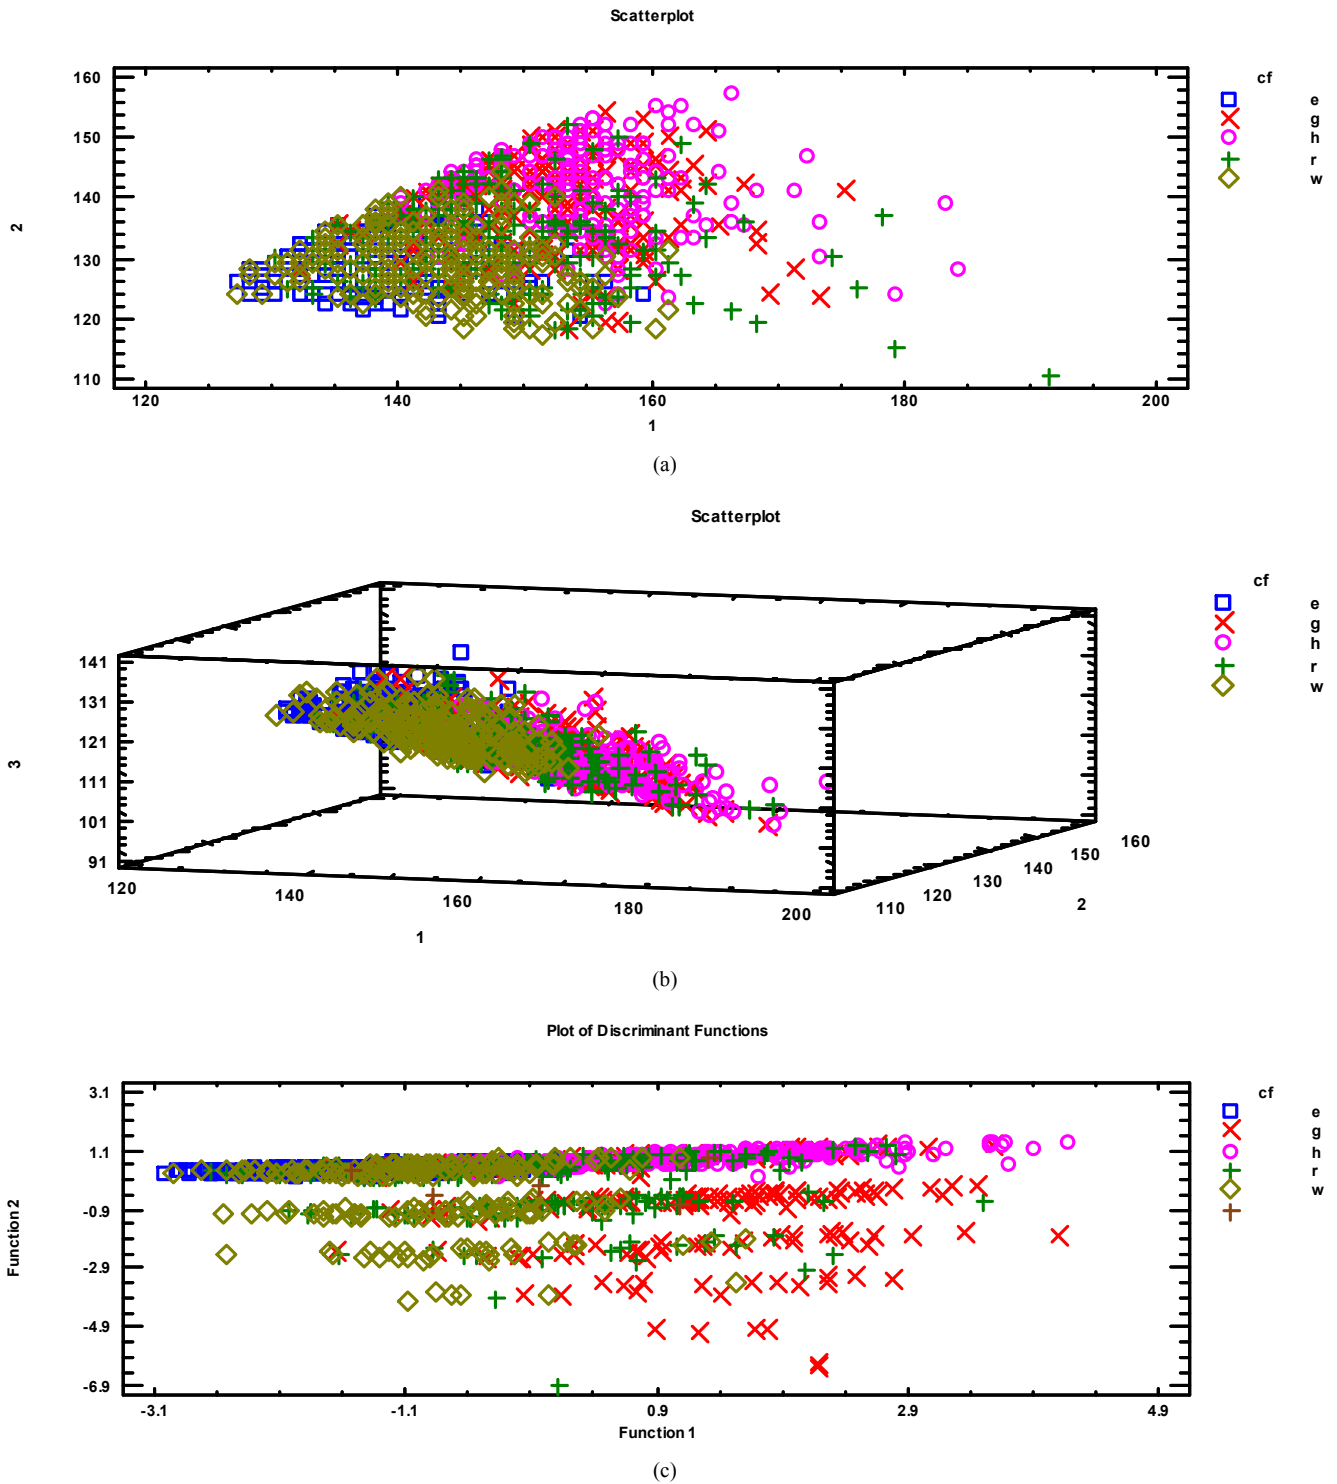 Scatterplot
cf
e
g
h
r
w
160
150
140
130
120
110
2
120
140
160
180
200
1
(a)
Scatterplot
cf
e
g
h
r
w
141
131
121
111
101
91
3
120
140
160
180
200
1
110
120
130
140
150
160
2
(b)
Plot of Discriminant Functions
cf
e
g
h
r
w
3.1
1.1
-0.9
-2.9
-4.9
-6.9
Function 2
-3.1
-1.1
0.9
2.9
4.9
Function 1
(c)